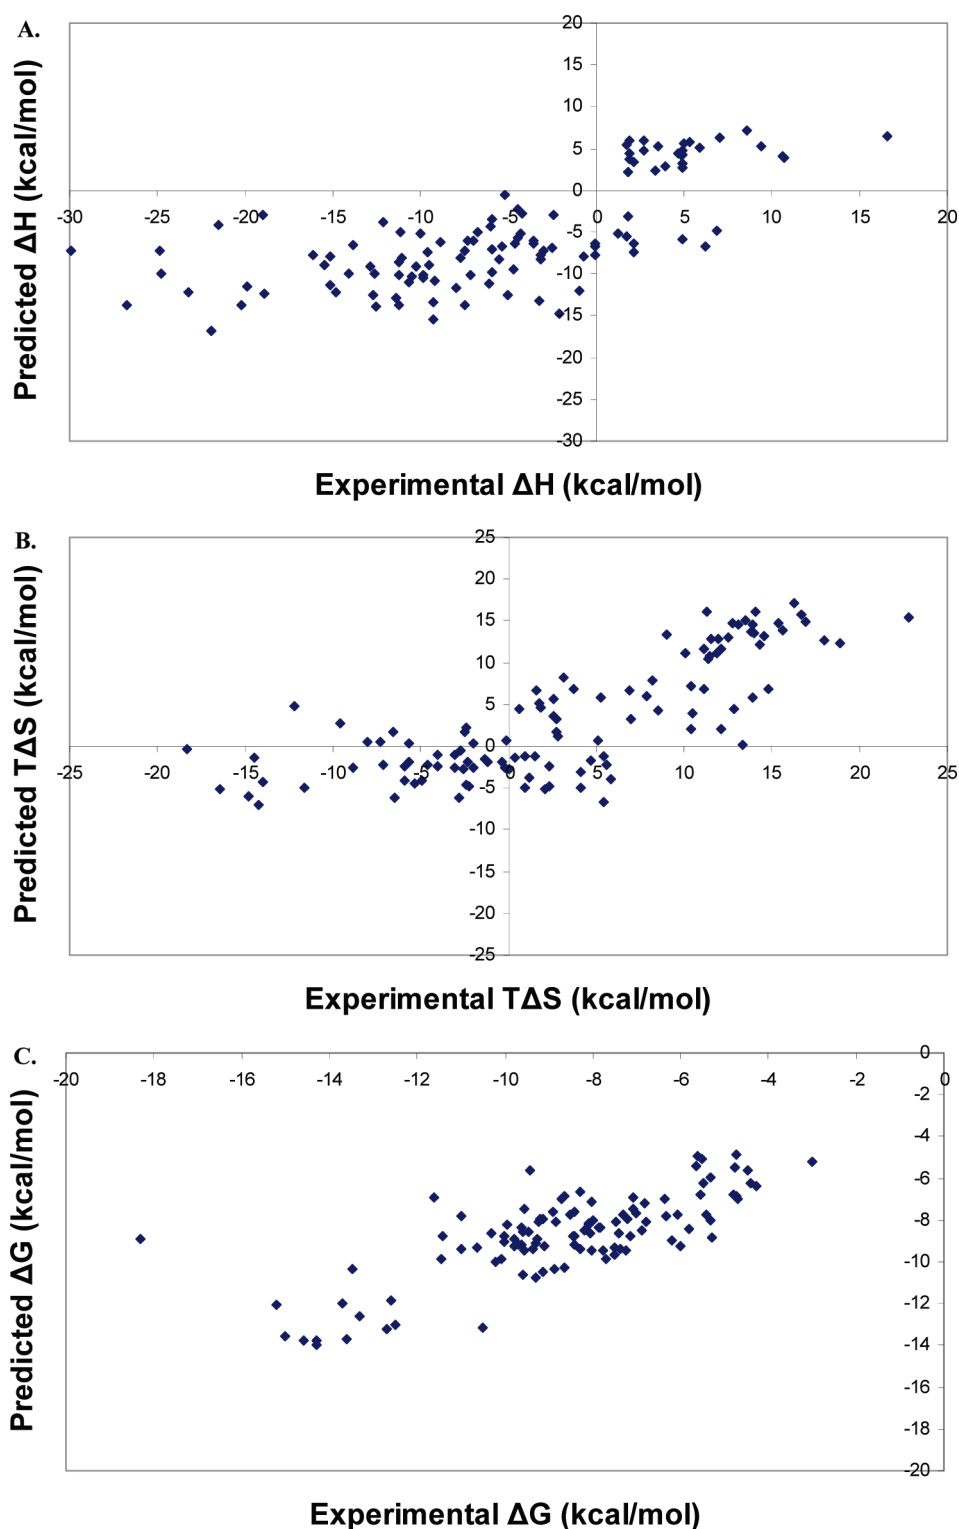 A.
Predicted ΔH (kcal/mol)
20
15
10
5
0
-30 -25 -20 -15 -10 -5 0 5 10 15 20
-5
-10
-15
-20
-25
-30
Experimental ΔH (kcal/mol)
B.
Predicted TΔS (kcal/mol)
25
20
15
10
5
0
-25 -20 -15 -10 -5 0 5 10 15 20 25
-5
-10
-15
-20
-25
Experimental TΔS (kcal/mol)
C.
Predicted ΔG (kcal/mol)
0
-20 -18 -16 -14 -12 -10 -8 -6 -4 -2 0
-2
-4
-6
-8
-10
-12
-14
-16
-18
-20
Experimental ΔG (kcal/mol)